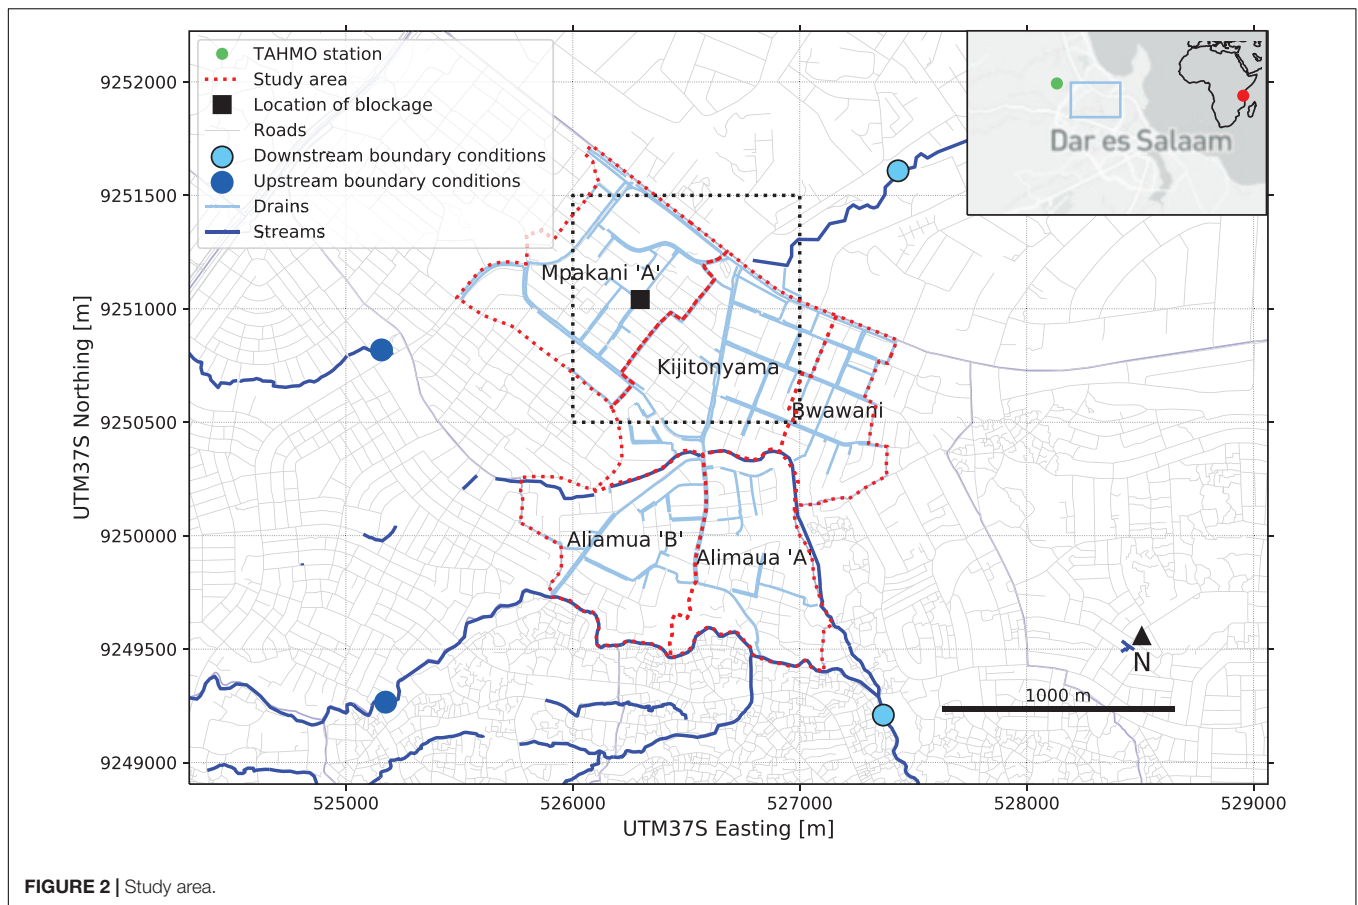 TAHMO station
Study area
Location of blockage
Roads
Downstream boundary conditions
Upstream boundary conditions
Drains
Streams
Dar es Salaam
9252000
9251500
9251000
9250500
9250000
9249500
9249000
UTM37S Northing [m]
Mpakani 'A'
Kijitonyama
Bwawani
Aliamua 'B'
Alimaua 'A'
N
1000 m
525000
526000
527000
528000
529000
UTM37S Easting [m]
FIGURE 2 | Study area.